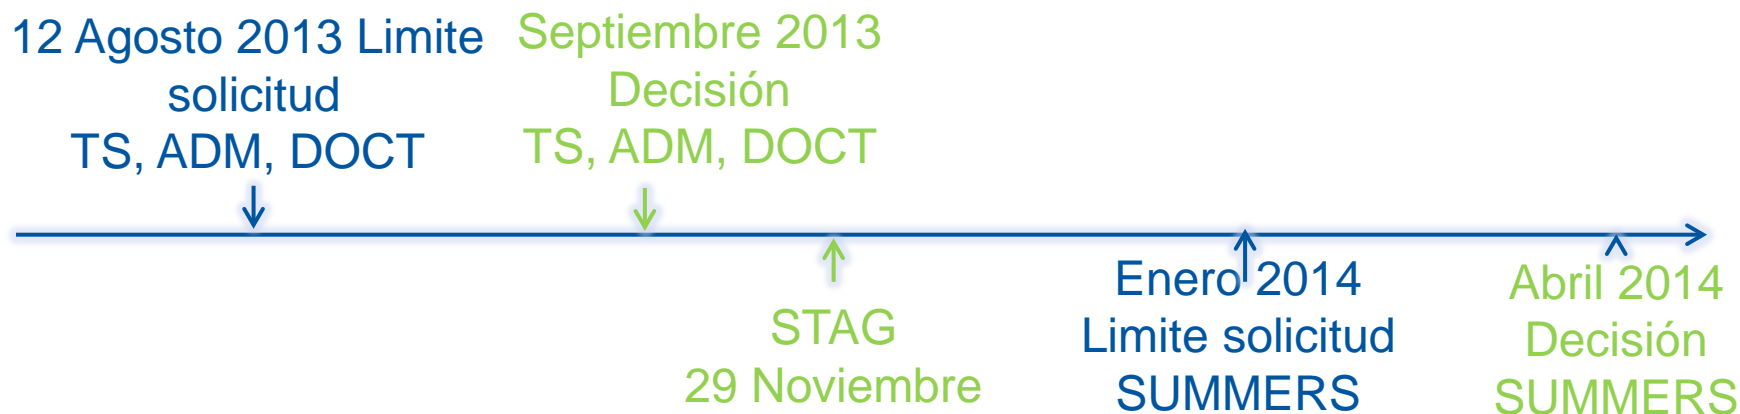 12 Agosto 2013 Limite
solicitud
TS, ADM, DOCT
Septiembre 2013
Decisión
TS, ADM, DOCT
STAG
29 Noviembre
Enero 2014
Limite solicitud
SUMMERS
Abril 2014
Decisión
SUMMERS